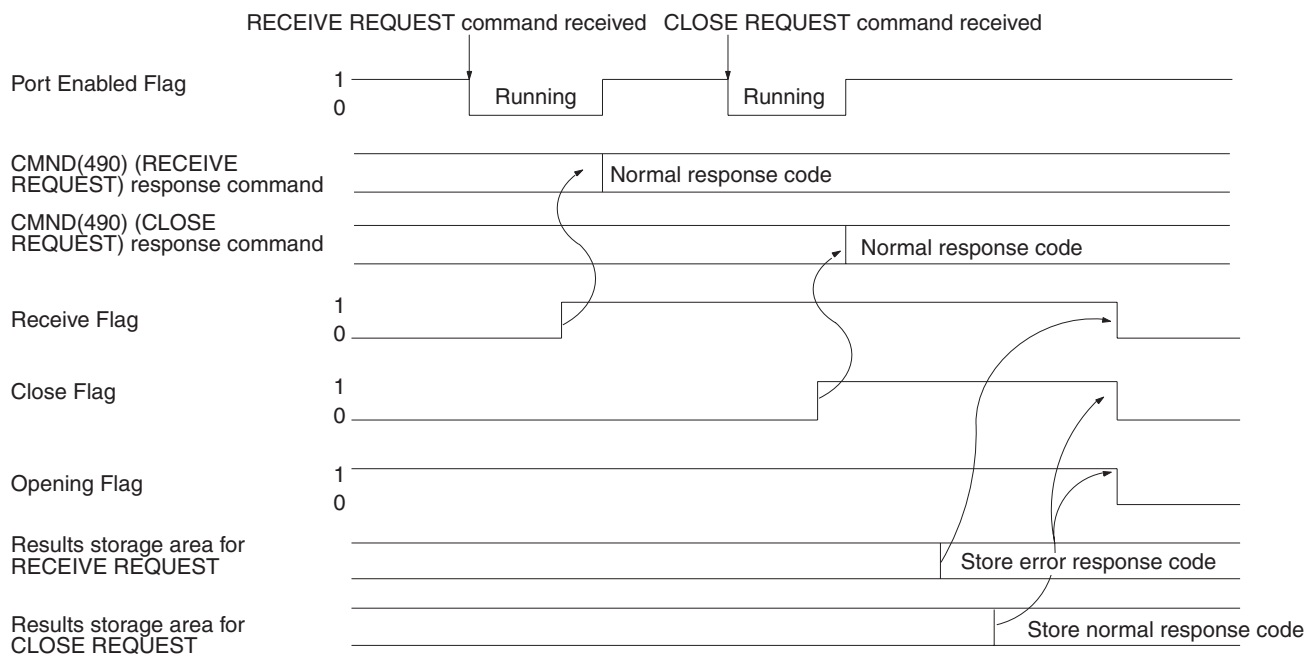 RECEIVE REQUEST command received CLOSE REQUEST command received
Port Enabled Flag
1
0
Running
Running
CMND(490) (RECEIVE
REQUEST) response command
Normal response code
CMND(490) (CLOSE
REQUEST) response command
Normal response code
Receive Flag
1
0
Close Flag
1
0
Opening Flag
1
0
Results storage area for
RECEIVE REQUEST
Store error response code
Results storage area for
CLOSE REQUEST
Store normal response code